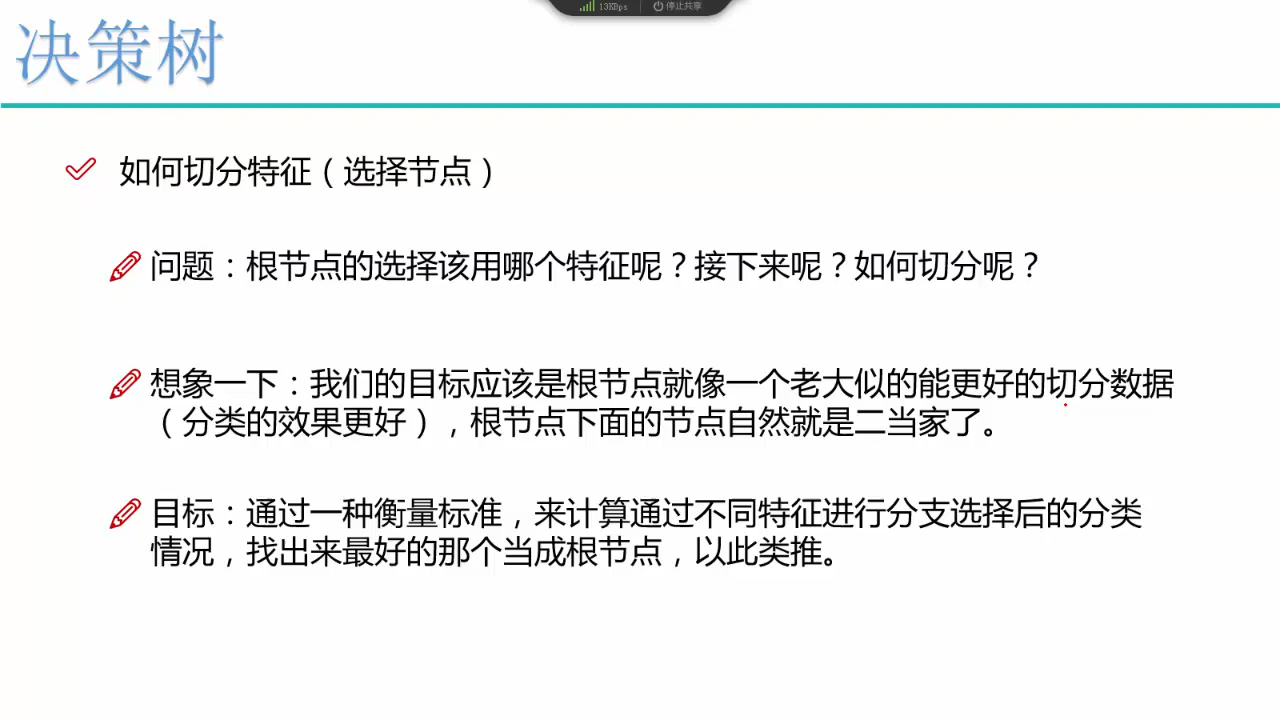 13KBps 停止共享
决策树
如何切分特征（选择节点）
问题：根节点的选择该用哪个特征呢？接下来呢？如何切分呢？
想象一下：我们的目标应该是根节点就像一个老大似的能更好的切分数据
（分类的效果更好），根节点下面的节点自然就是二当家了。
目标：通过一种衡量标准，来计算通过不同特征进行分支选择后的分类
情况，找出来最好的那个当成根节点，以此类推。